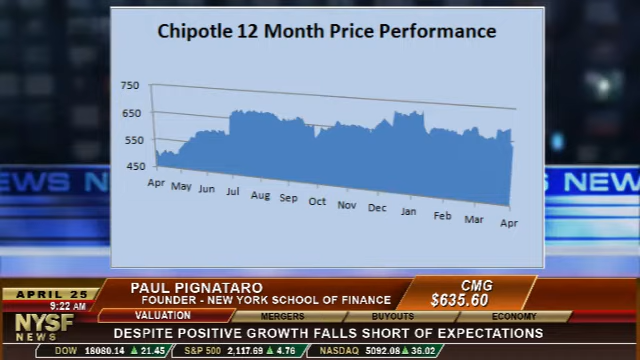 Chipotle 12 Month Price Performance
750
650
550
450
Apr May Jun Jul Aug Sep Oct Nov Dec Jan Feb Mar Apr
EWS N
NEW
APRIL 25
9:22 AM
PAUL PIGNATARO
FOUNDER - NEW YORK SCHOOL OF FINANCE
CMG
$635.60
VALUATION MERGERS BUYOUTS ECONOMY
NYSF
NEWS
DESPITE POSITIVE GROWTH FALLS SHORT OF EXPECTATIONS
DOW 18080.14 ▲ 21.45 S&P 500 2,117.69 ▲ 4.76 NASDAQ 5092.08 ▲ 36.02